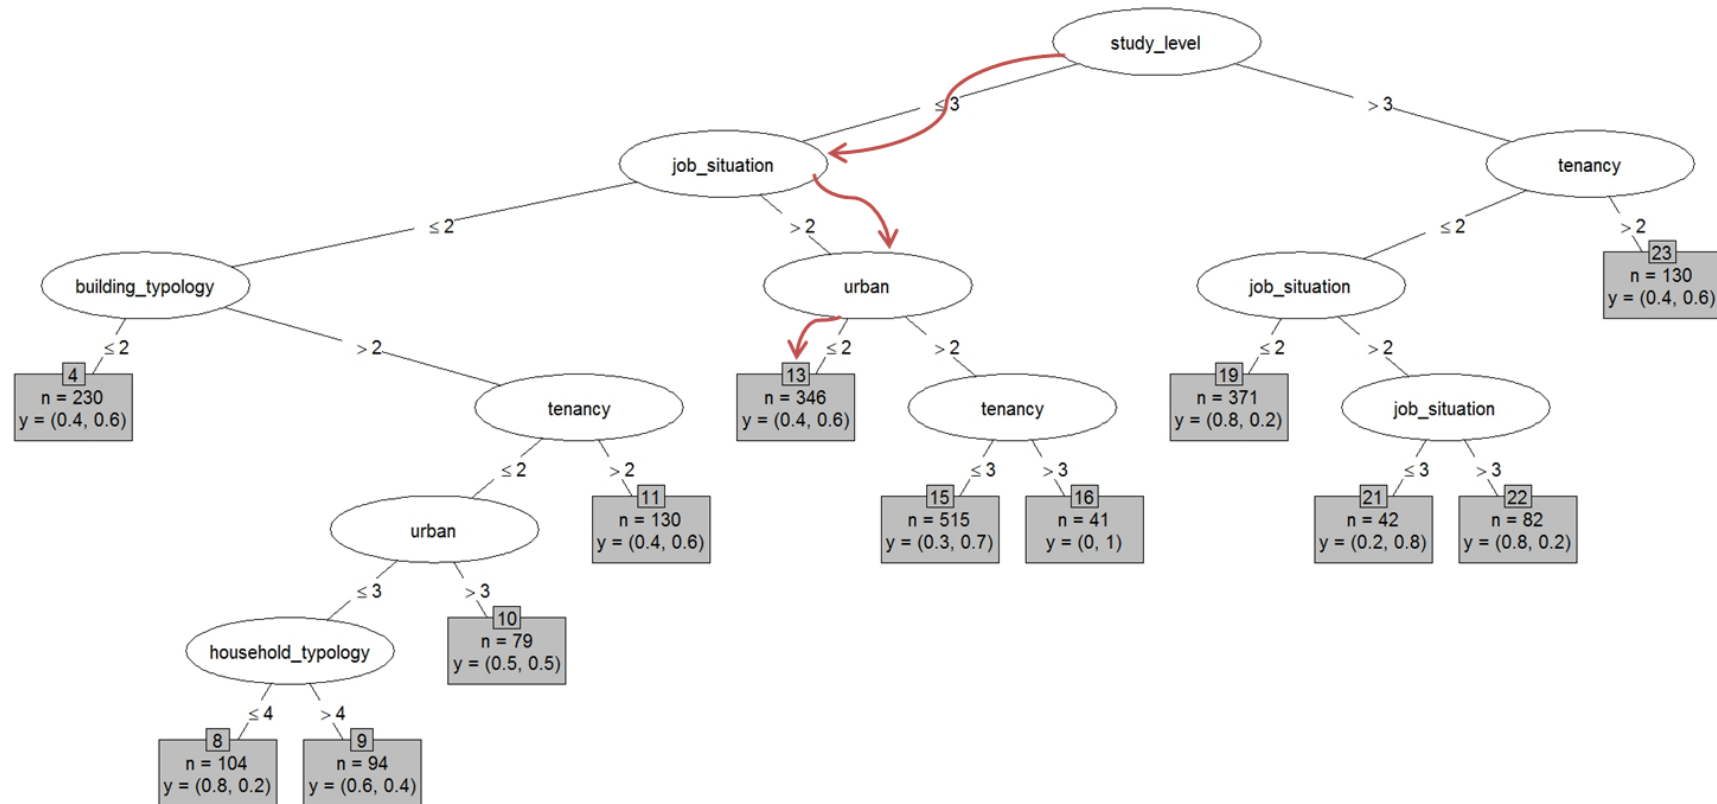 study_level
≤ 3
> 3
job_situation
tenancy
≤ 2
> 2
≤ 2
> 2
building_typology
urban
job_situation
23
n = 130
y = (0.4, 0.6)
≤ 2
> 2
≤ 2
> 2
≤ 2
> 2
4
n = 230
y = (0.4, 0.6)
tenancy
13
n = 346
y = (0.4, 0.6)
tenancy
19
n = 371
y = (0.8, 0.2)
job_situation
≤ 2
> 2
≤ 3
> 3
≤ 3
> 3
urban
11
n = 130
y = (0.4, 0.6)
15
n = 515
y = (0.3, 0.7)
16
n = 41
y = (0, 1)
21
n = 42
y = (0.2, 0.8)
22
n = 82
y = (0.8, 0.2)
≤ 3
> 3
household_typology
10
n = 79
y = (0.5, 0.5)
≤ 4
> 4
8
n = 104
y = (0.8, 0.2)
9
n = 94
y = (0.6, 0.4)